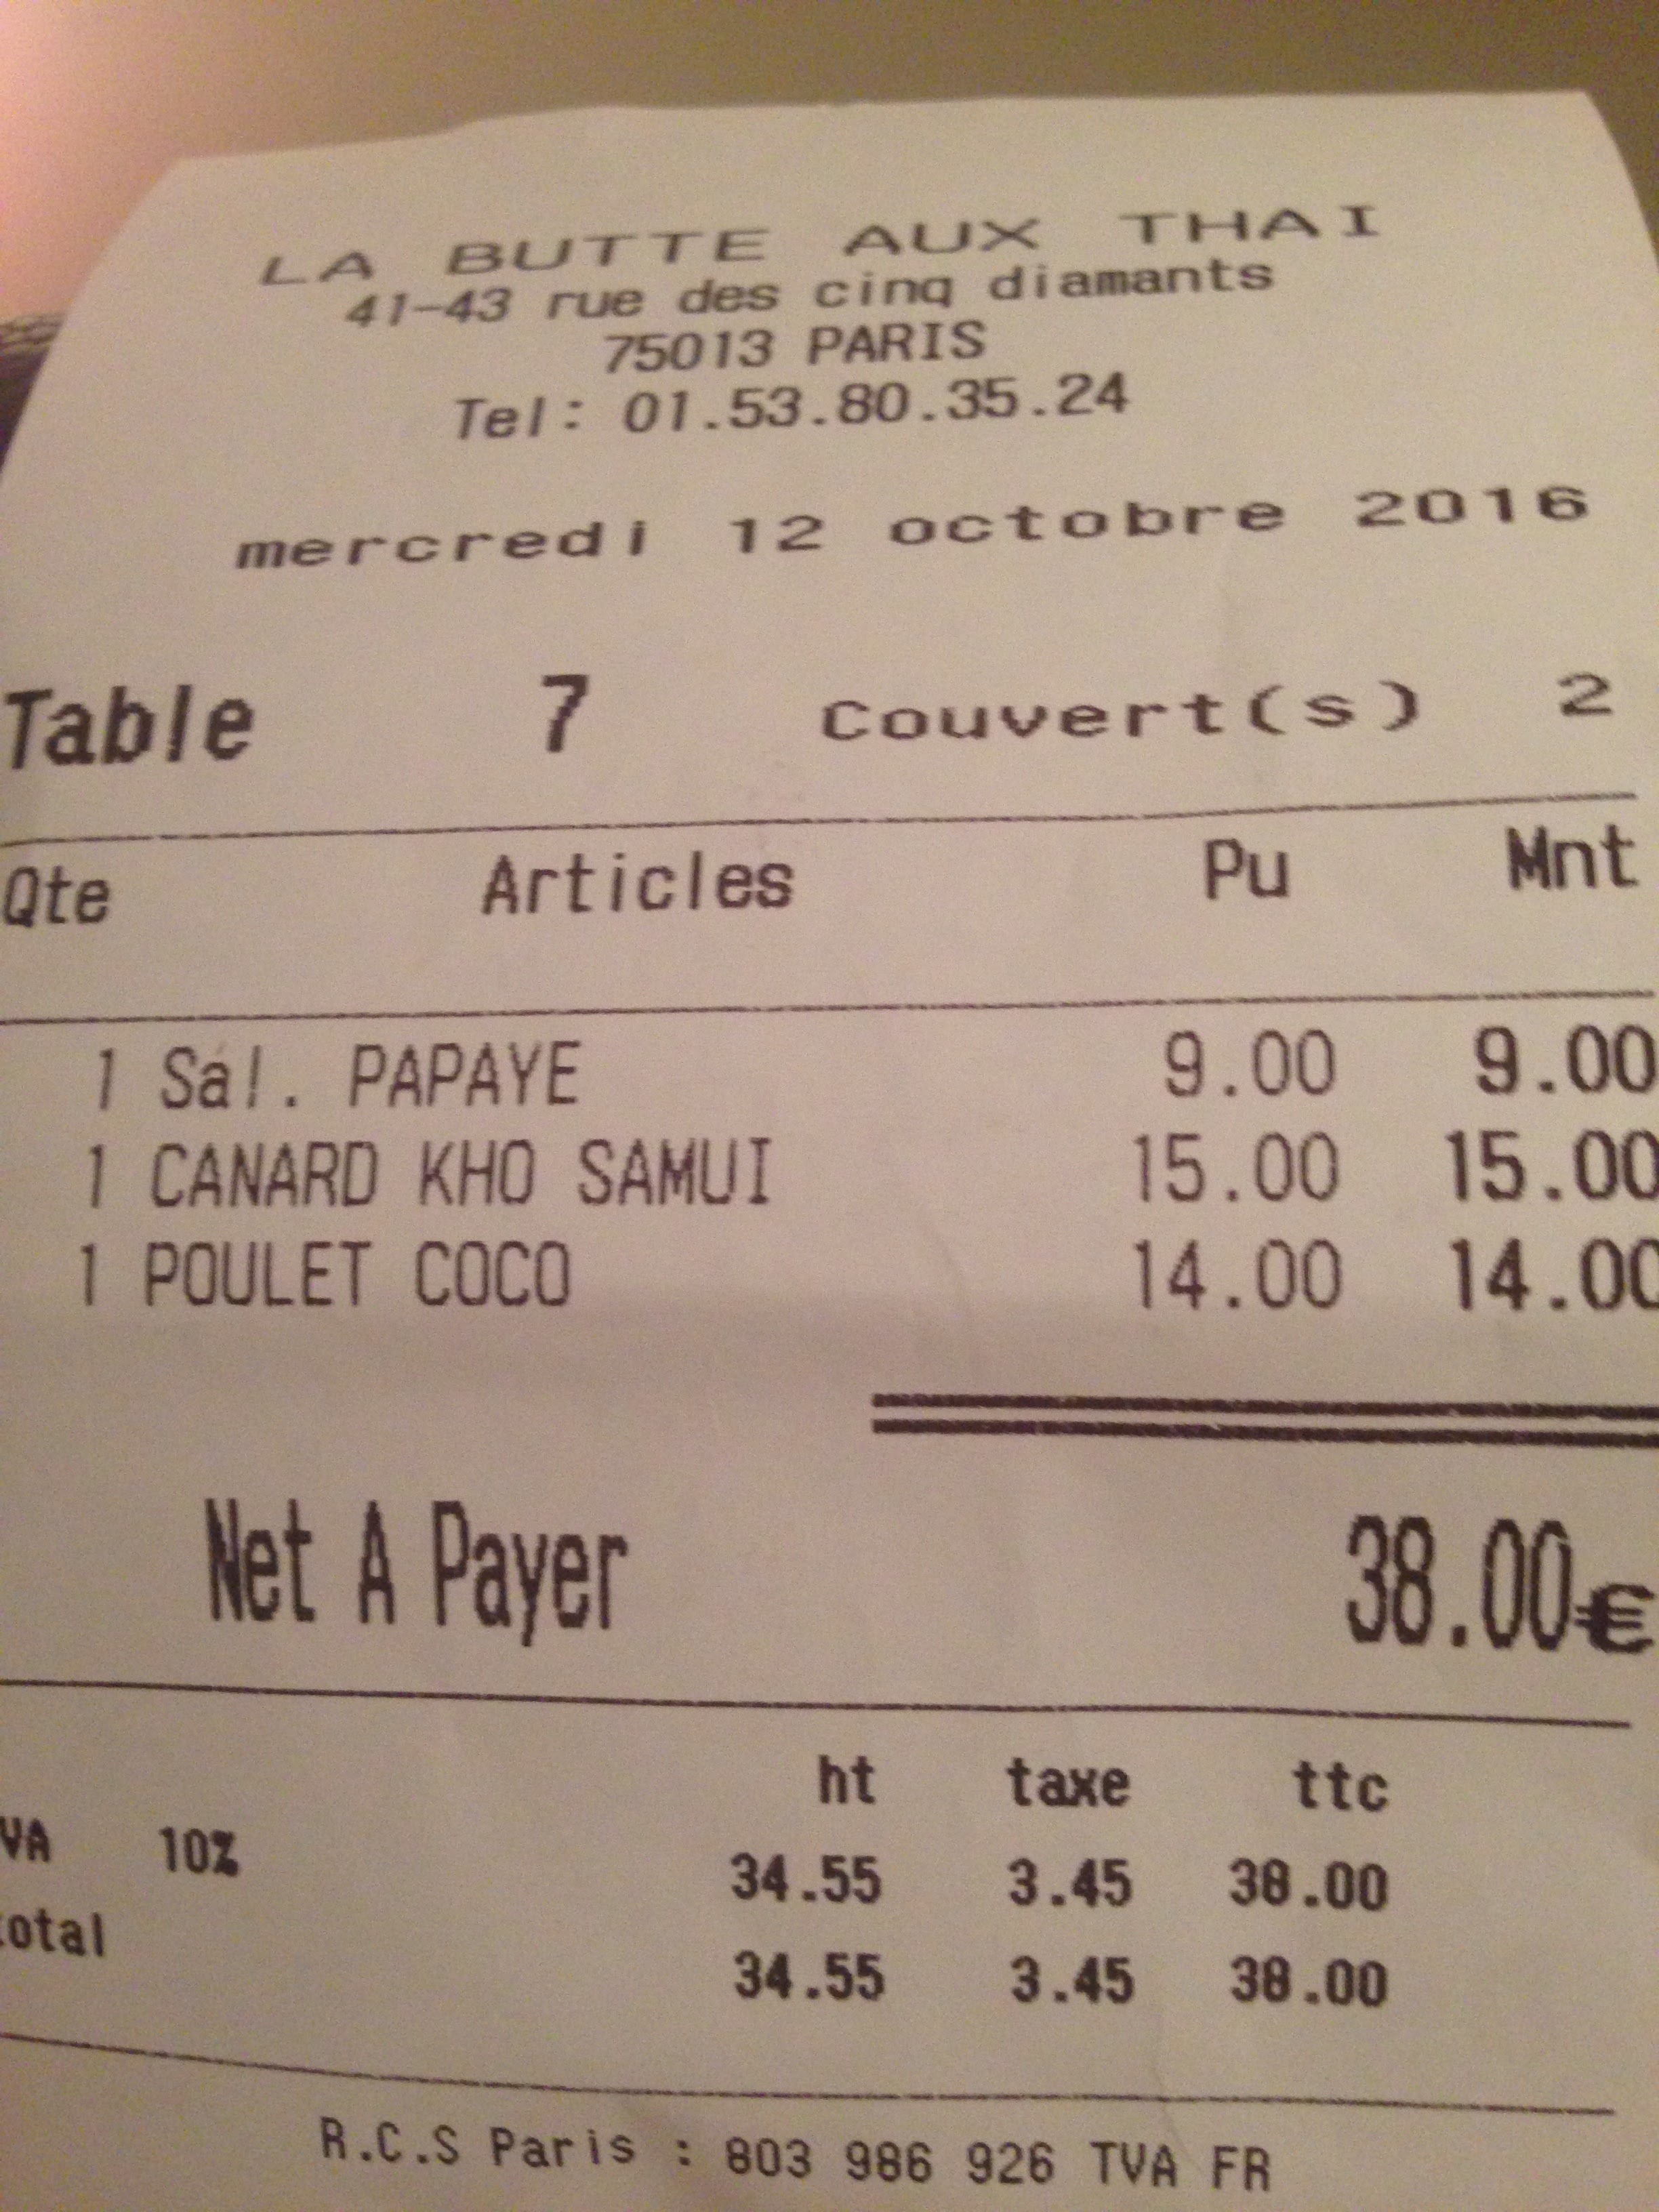 LA BUTTE AUX THAI
41-43 rue des cinq diamants
75013 PARIS
Tel: 01.53.80.35.24
mercredi 12 octobre 2016
Table 7 Couvert(s) 2
Qte Articles Pu Mnt
1 Sal. PAPAYE 9.00 9.00
1 CANARD KHO SAMUI 15.00 15.00
1 POULET COCO 14.00 14.00
Net A Payer 38.00€
ht taxe ttc
VA 10% 34.55 3.45 38.00
total 34.55 3.45 38.00
R.C.S Paris : 803 986 926 TVA FR